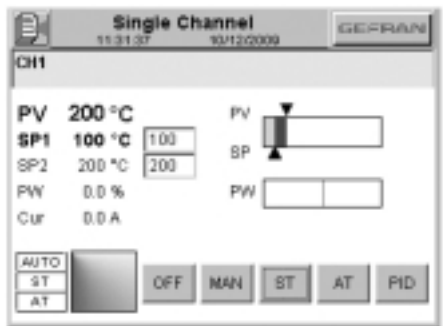 Single Channel
11:31:37 10/12/2009
GEFRAN
CH1
PV 200 °C
SP1 100 °C 100
SP2 200 °C 200
PW 0.0 %
Cur 0.0 A
PV
SP
PW
AUTO
ST
AT
OFF MAN ST AT PID